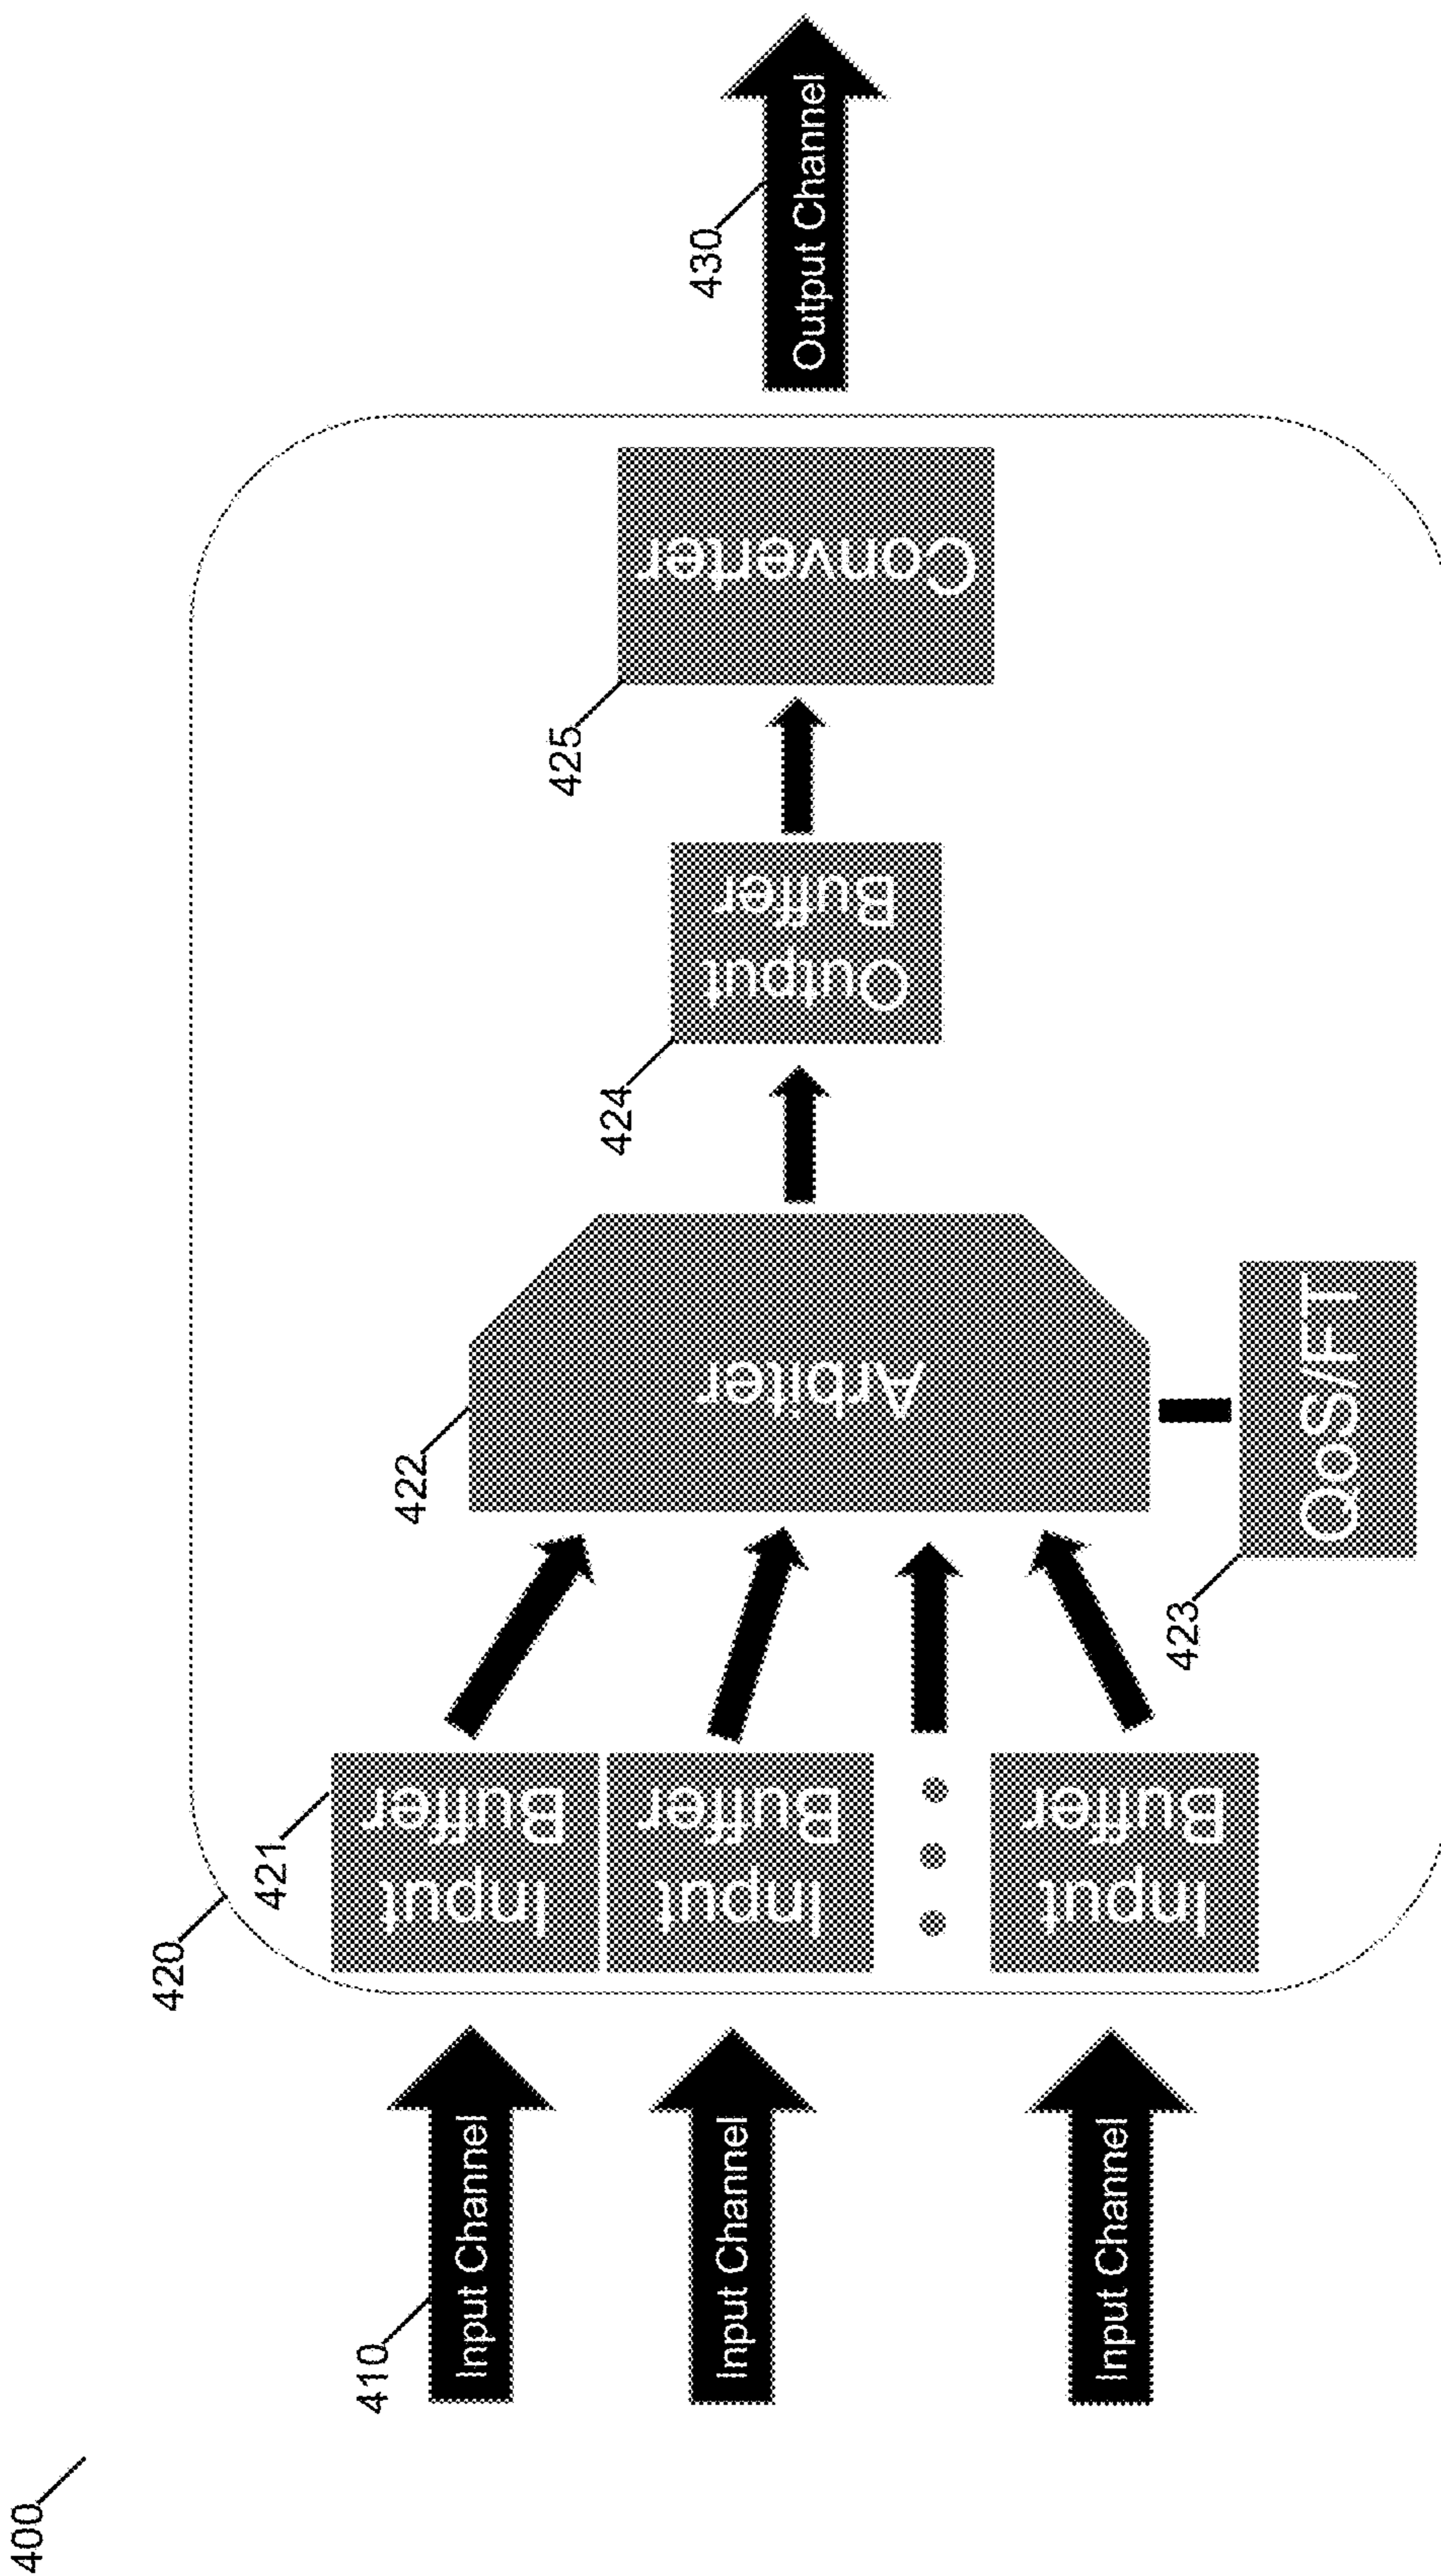 400
410
Input Channel
Input Channel
Input Channel
420
421
Input
Buffer
Input
Buffer
Input
Buffer
422
Arbiter
423
QoS/FT
424
Output
Buffer
425
Converter
430
Output Channel